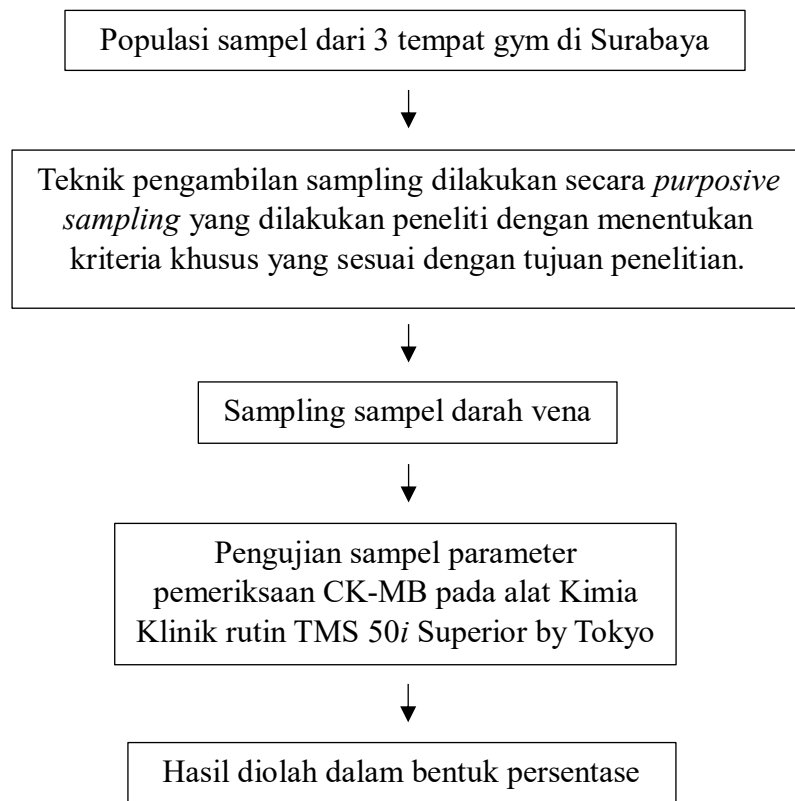 Populasi sampel dari 3 tempat gym di Surabaya
Teknik pengambilan sampling dilakukan secara purposive
sampling yang dilakukan peneliti dengan menentukan
kriteria khusus yang sesuai dengan tujuan penelitian.
Sampling sampel darah vena
Pengujian sampel parameter
pemeriksaan CK-MB pada alat Kimia
Klinik rutin TMS 50i Superior by Tokyo
Hasil diolah dalam bentuk persentase